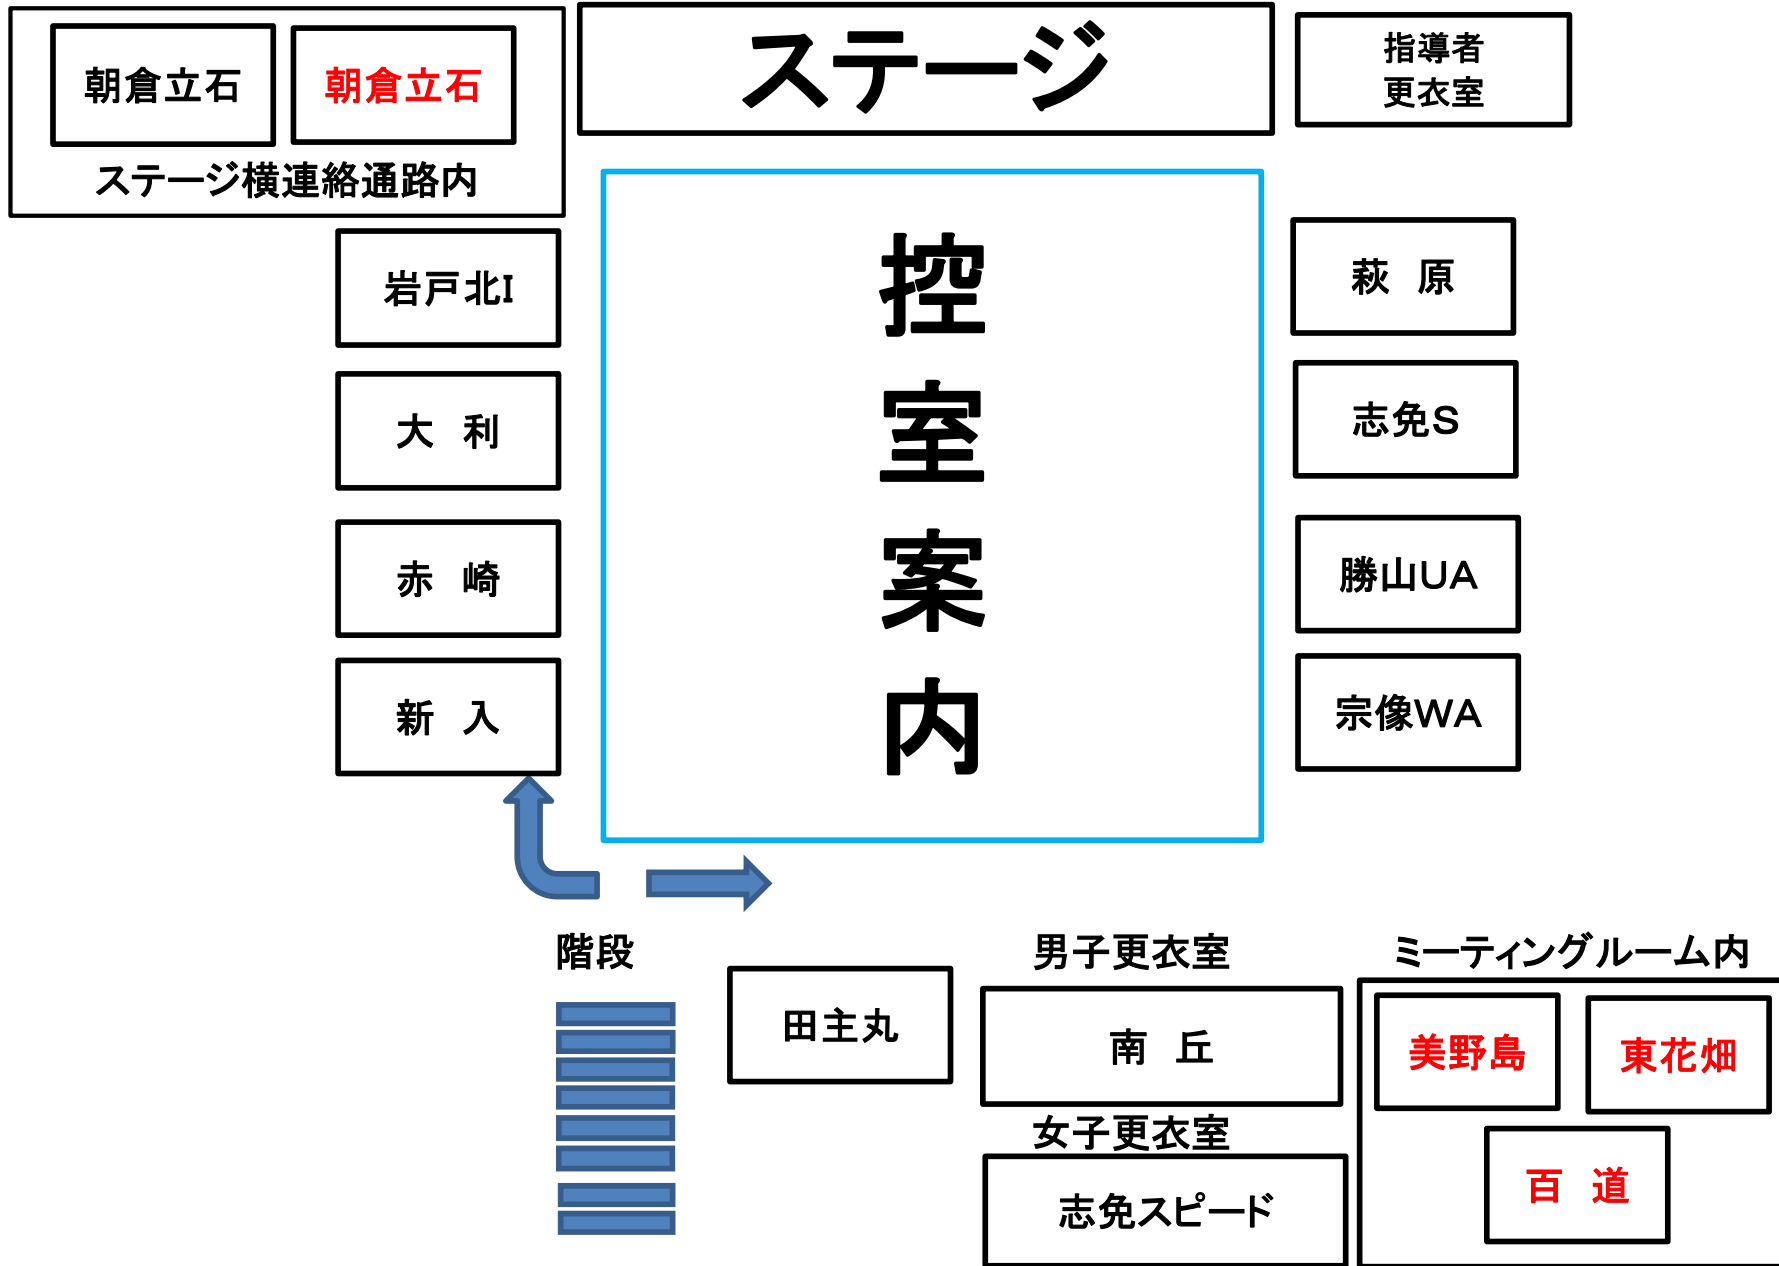 朝倉立石
朝倉立石
ステージ横連絡通路内
ステージ
指導者
更衣室
控
室
案
内
岩戸北I
大 利
赤 崎
新 入
萩 原
志免S
勝山UA
宗像WA
階段
田主丸
男子更衣室
南 丘
女子更衣室
志免スピード
ミーティングルーム内
美野島
東花畑
百 道